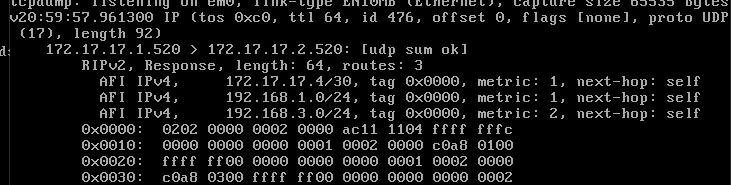 tcpdump: listening on em0, link-type EN10MB (Ethernet), capture size 65535 bytes
v20:59:57.961300 IP (tos 0xc0, ttl 64, id 476, offset 0, flags [none], proto UDP
(17), length 92)
172.17.17.1.520 > 172.17.17.2.520: [udp sum ok]
RIPv2, Response, length: 64, routes: 3
AFI IPv4, 172.17.17.4/30, tag 0x0000, metric: 1, next-hop: self
AFI IPv4, 192.168.1.0/24, tag 0x0000, metric: 1, next-hop: self
AFI IPv4, 192.168.3.0/24, tag 0x0000, metric: 2, next-hop: self
0x0000: 0202 0000 0002 0000 ac11 1104 ffff fffc
0x0010: 0000 0000 0000 0001 0002 0000 c0a8 0100
0x0020: ffff ff00 0000 0000 0000 0001 0002 0000
0x0030: c0a8 0300 ffff ff00 0000 0000 0000 0002